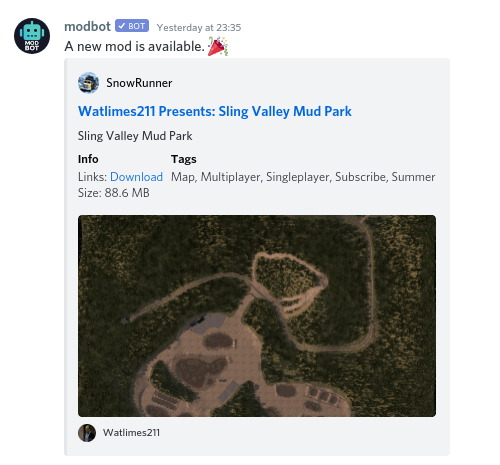 modbot BOT Yesterday at 23:35
MOD
BOT
A new mod is available.
SnowRunner
Watlimes211 Presents: Sling Valley Mud Park
Sling Valley Mud Park
Info Tags
Links: Download Map, Multiplayer, Singleplayer, Subscribe, Summer
Size: 88.6 MB
Watlimes211